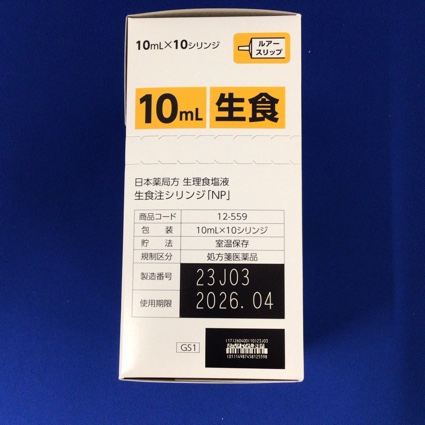 10mL×10シリンジ
ルアー
スリップ
10mL 生食
日本薬局方 生理食塩液
生食注シリンジ「NP」
商品コード 12-559
包 装 10mL×10シリンジ
貯 法 室温保存
規制区分 処方箋医薬品
製造番号 23J03
使用期限 2026.04
GS1
(17)260400(10)23J03